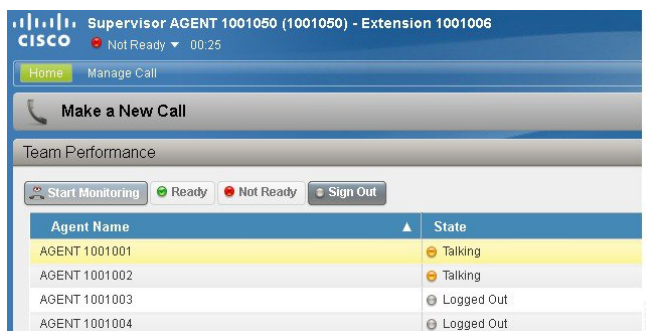 Supervisor AGENT 1001050 (1001050) - Extension 1001006
CISCO Not Ready 00:25
Home Manage Call
Make a New Call
Team Performance
Start Monitoring Ready Not Ready Sign Out
Agent Name State
AGENT 1001001 Talking
AGENT 1001002 Talking
AGENT 1001003 Logged Out
AGENT 1001004 Logged Out